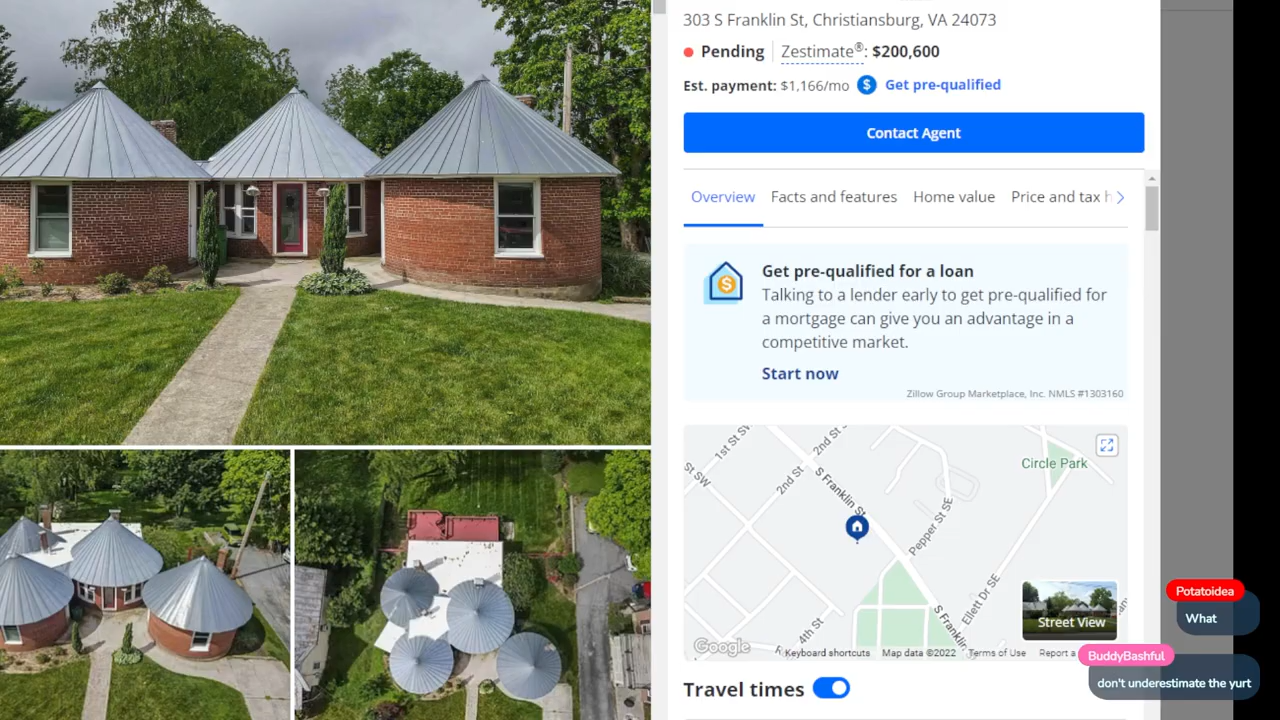 303 S Franklin St, Christiansburg, VA 24073
Pending
Zestimate®: $200,600
Est. payment: $1,166/mo
$
Get pre-qualified
Contact Agent
Overview
Facts and features
Home value
Price and tax h
Get pre-qualified for a loan
Talking to a lender early to get pre-qualified for
a mortgage can give you an advantage in a
competitive market.
Start now
Zillow Group Marketplace, Inc. NMLS #1303160
1st St SW
2nd St
2nd St
St SW
S Franklin St
Circle Park
Pepper St SE
Ellett Dr SE
4th St
S Franklin
Street View
Google
Keyboard shortcuts
Map data ©2022
Terms of Use
Report a
Travel times
Potatoidea
What
BuddyBashful
don't underestimate the yurt